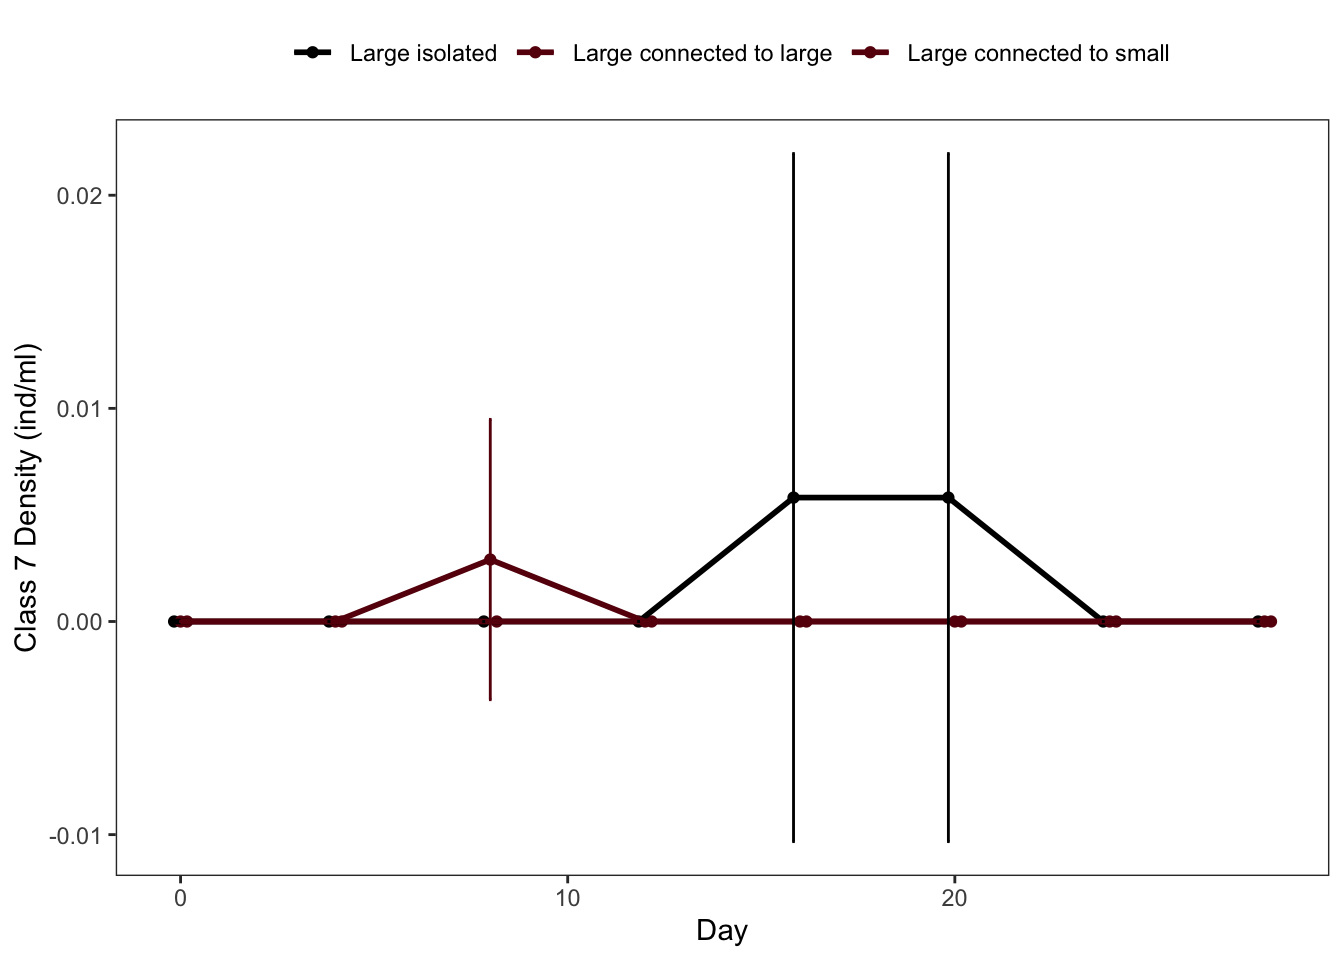 Large isolated Large connected to large Large connected to small
Class 7 Density (ind/ml)
0.02
0.01
0.00
-0.01
0 10 20
Day